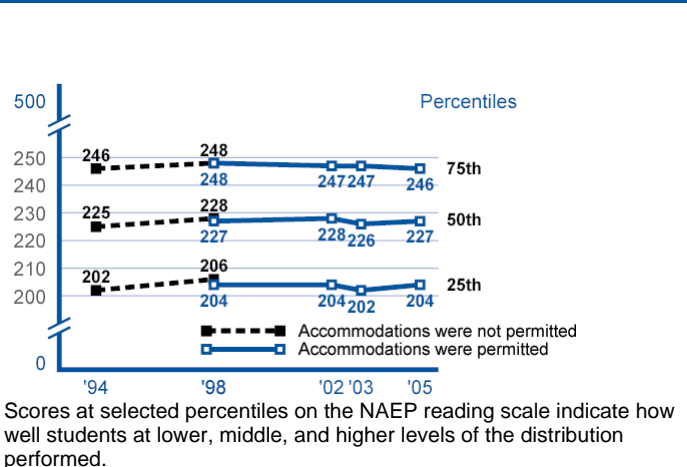 500 Percentiles
246 248
250 75th
248 247 247 246
240
225 228
230 50th
227 228 226 227
220
210
202 206
25th
200
204 204 202 204
Accommodations were not permitted
Accommodations were permitted
0
'94 '98 '02 '03 '05
Scores at selected percentiles on the NAEP reading scale indicate how
well students at lower, middle, and higher levels of the distribution
performed.